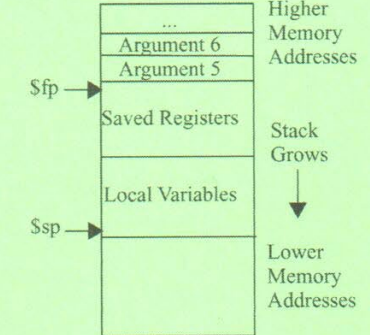 ...
Higher
Memory
Addresses
Argument 6
Argument 5
$fp
Saved Registers
Stack
Grows
Local Variables
$sp
Lower
Memory
Addresses